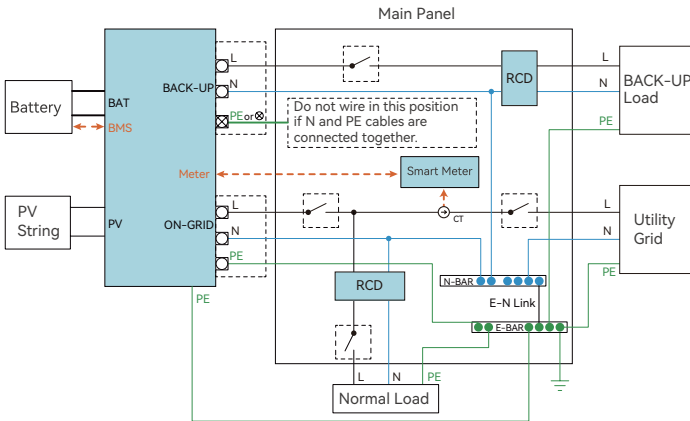 Main Panel
L
BACK-UP
N
RCD
L
N
BACK-UP
Load
PE
Battery
BAT
BMS
PE or ⊗
Do not wire in this position
if N and PE cables are
connected together.
Meter
Smart Meter
PV
String
PV
ON-GRID
L
N
PE
CT
L
N
PE
Utility
Grid
RCD
N-BAR
E-N Link
E-BAR
PE
L
N
PE
Normal Load